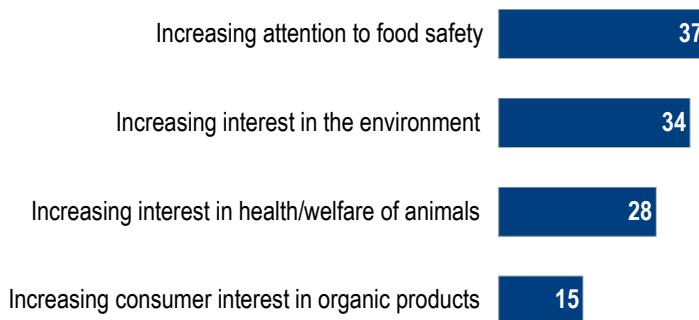 Increasing attention to food safety 37
Increasing interest in the environment 34
Increasing interest in health/welfare of animals 28
Increasing consumer interest in organic products 15